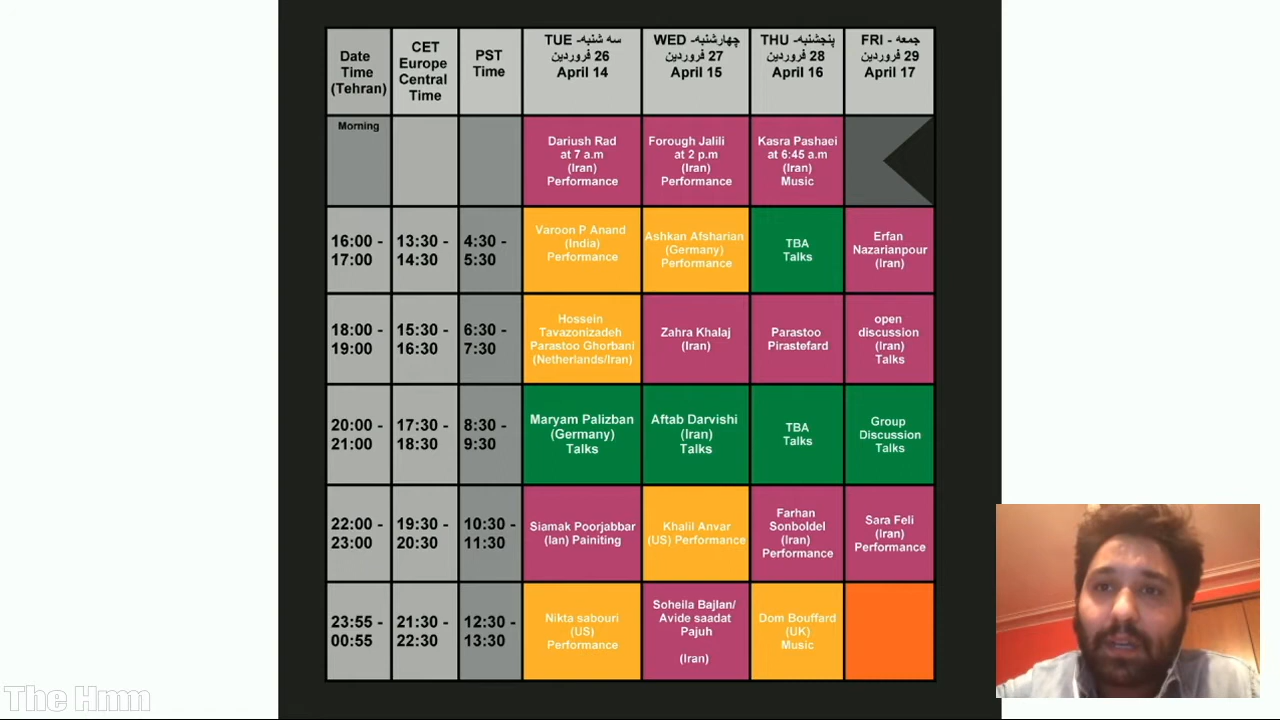 Date
Time
(Tehran)
CET
Europe
Central
Time
PST
Time
TUE -سه شنبه
26 فروردین
April 14
WED -چهارشنبه
27 فروردین
April 15
THU -پنجشنبه
28 فروردین
April 16
FRI - جمعه
29 فروردین
April 17
Morning
Dariush Rad
at 7 a.m
(Iran)
Performance
Forough Jalili
at 2 p.m
(Iran)
Performance
Kasra Pashaei
at 6:45 a.m
(Iran)
Music
16:00 -
17:00
13:30 -
14:30
4:30 -
5:30
Varoon P Anand
(India)
Performance
Ashkan Afsharian
(Germany)
Performance
TBA
Talks
Erfan
Nazarianpour
(Iran)
18:00 -
19:00
15:30 -
16:30
6:30 -
7:30
Hossein
Tavazonizadeh
Parastoo Ghorbani
(Netherlands/Iran)
Zahra Khalaj
(Iran)
Parastoo
Pirastefard
open
discussion
(Iran)
Talks
20:00 -
21:00
17:30 -
18:30
8:30 -
9:30
Maryam Palizban
(Germany)
Talks
Aftab Darvishi
(Iran)
Talks
TBA
Talks
Group
Discussion
Talks
22:00 -
23:00
19:30 -
20:30
10:30 -
11:30
Siamak Poorjabbar
(Ian) Painiting
Khalil Anvar
(US) Performance
Farhan
Sonboldel
(Iran)
Performance
Sara Feli
(Iran)
Performance
23:55 -
00:55
21:30 -
22:30
12:30 -
13:30
Nikta sabouri
(US)
Performance
Soheila Bajlan/
Avide saadat
Pajuh
(Iran)
Dom Bouffard
(UK)
Music
The Hmm